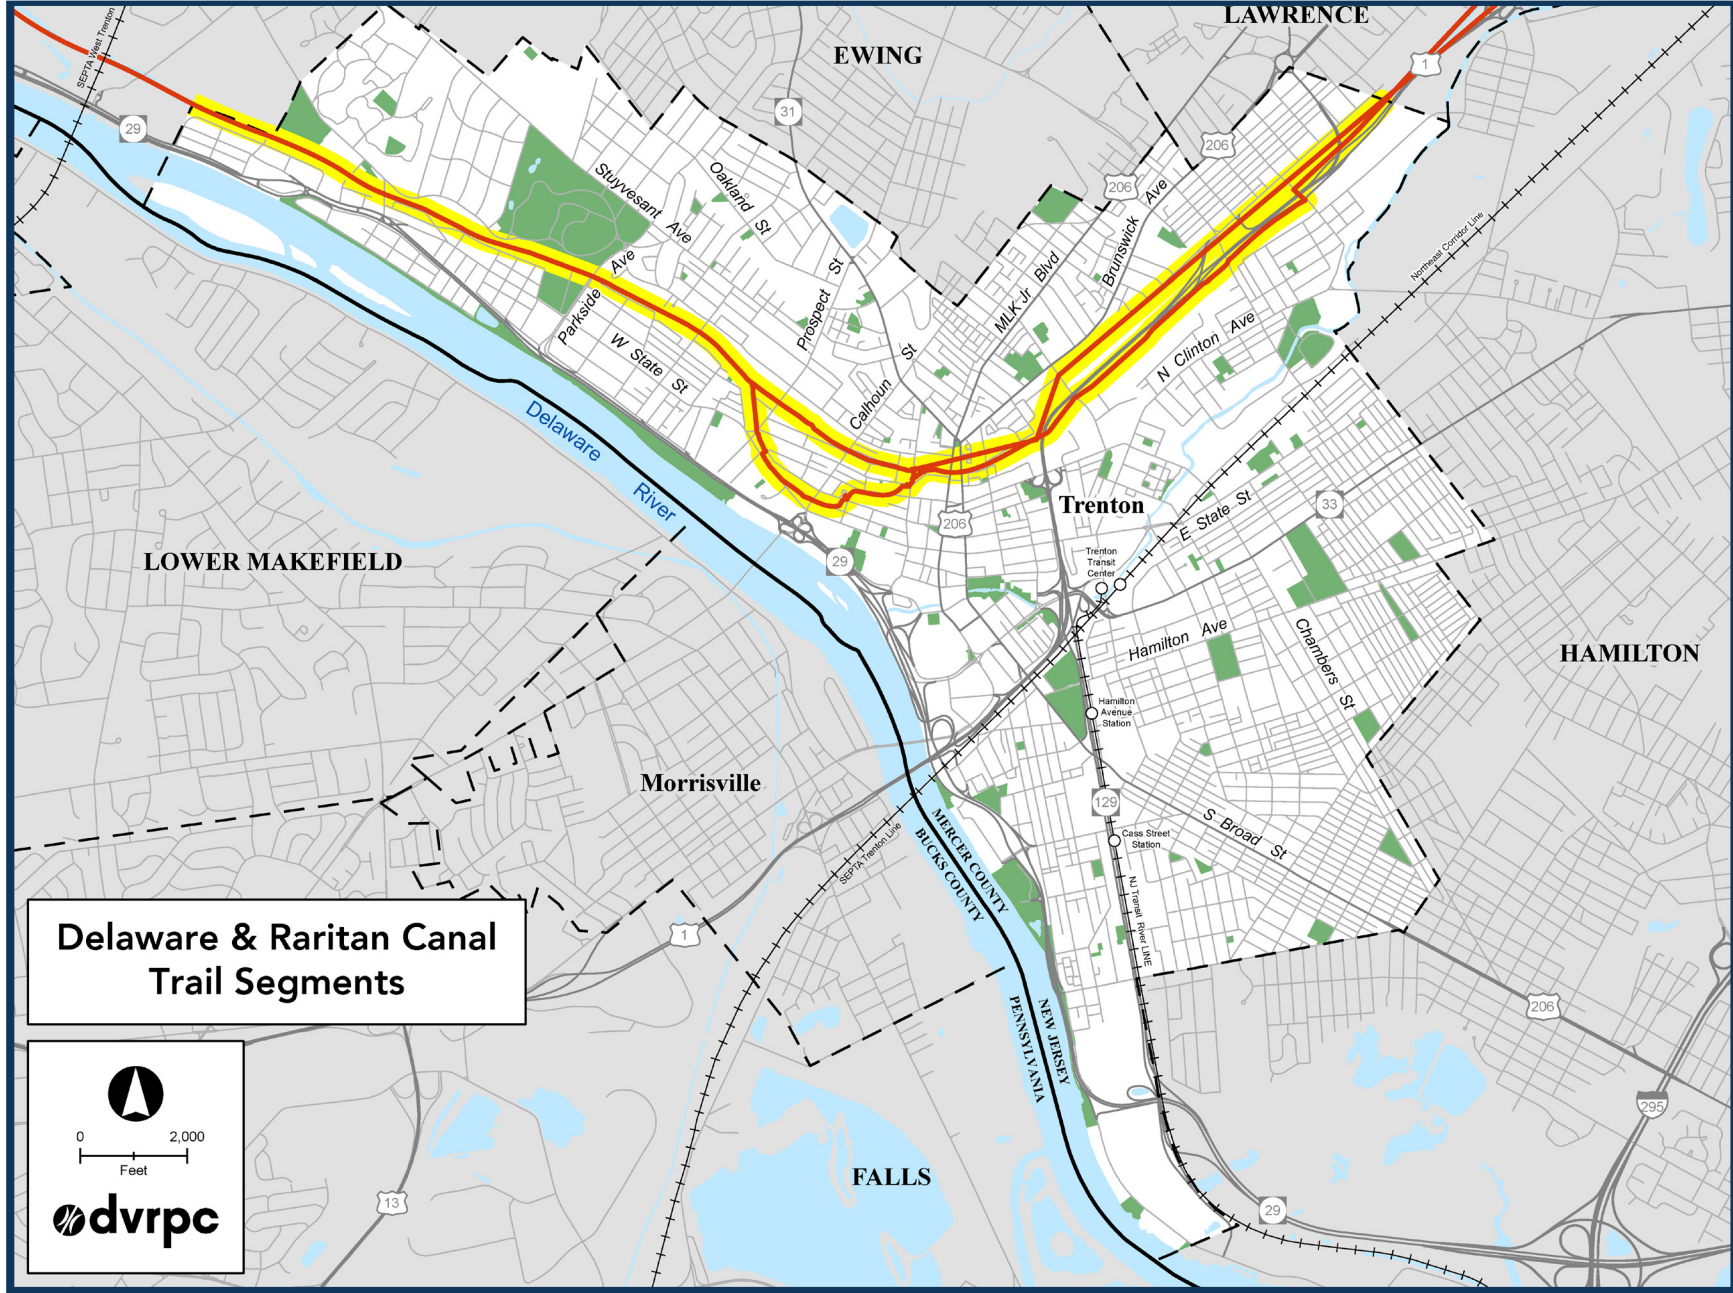 LAWRENCE
EWING
SEPTA West Trenton
1
31
29
206
206
Stuyvesant Ave
Oakland St
Brunswick Ave
MLK Jr Blvd
Northeast Corridor Line
Parkside Ave
Prospect St
W State St
Calhoun St
N Clinton Ave
Delaware
River
Trenton
206
33
E State St
29
LOWER MAKEFIELD
Trenton
Transit
Center
Hamilton Ave
Chambers St
HAMILTON
Hamilton
Avenue
Station
Morrisville
129
S Broad St
Cass Street
Station
MERCER COUNTY
BUCKS COUNTY
SEPTA Trenton Line
NJ Transit River LINE
1
Delaware & Raritan Canal
Trail Segments
NEW JERSEY
PENNSYLVANIA
206
295
0 2,000
Feet
13
FALLS
29
dvrpc